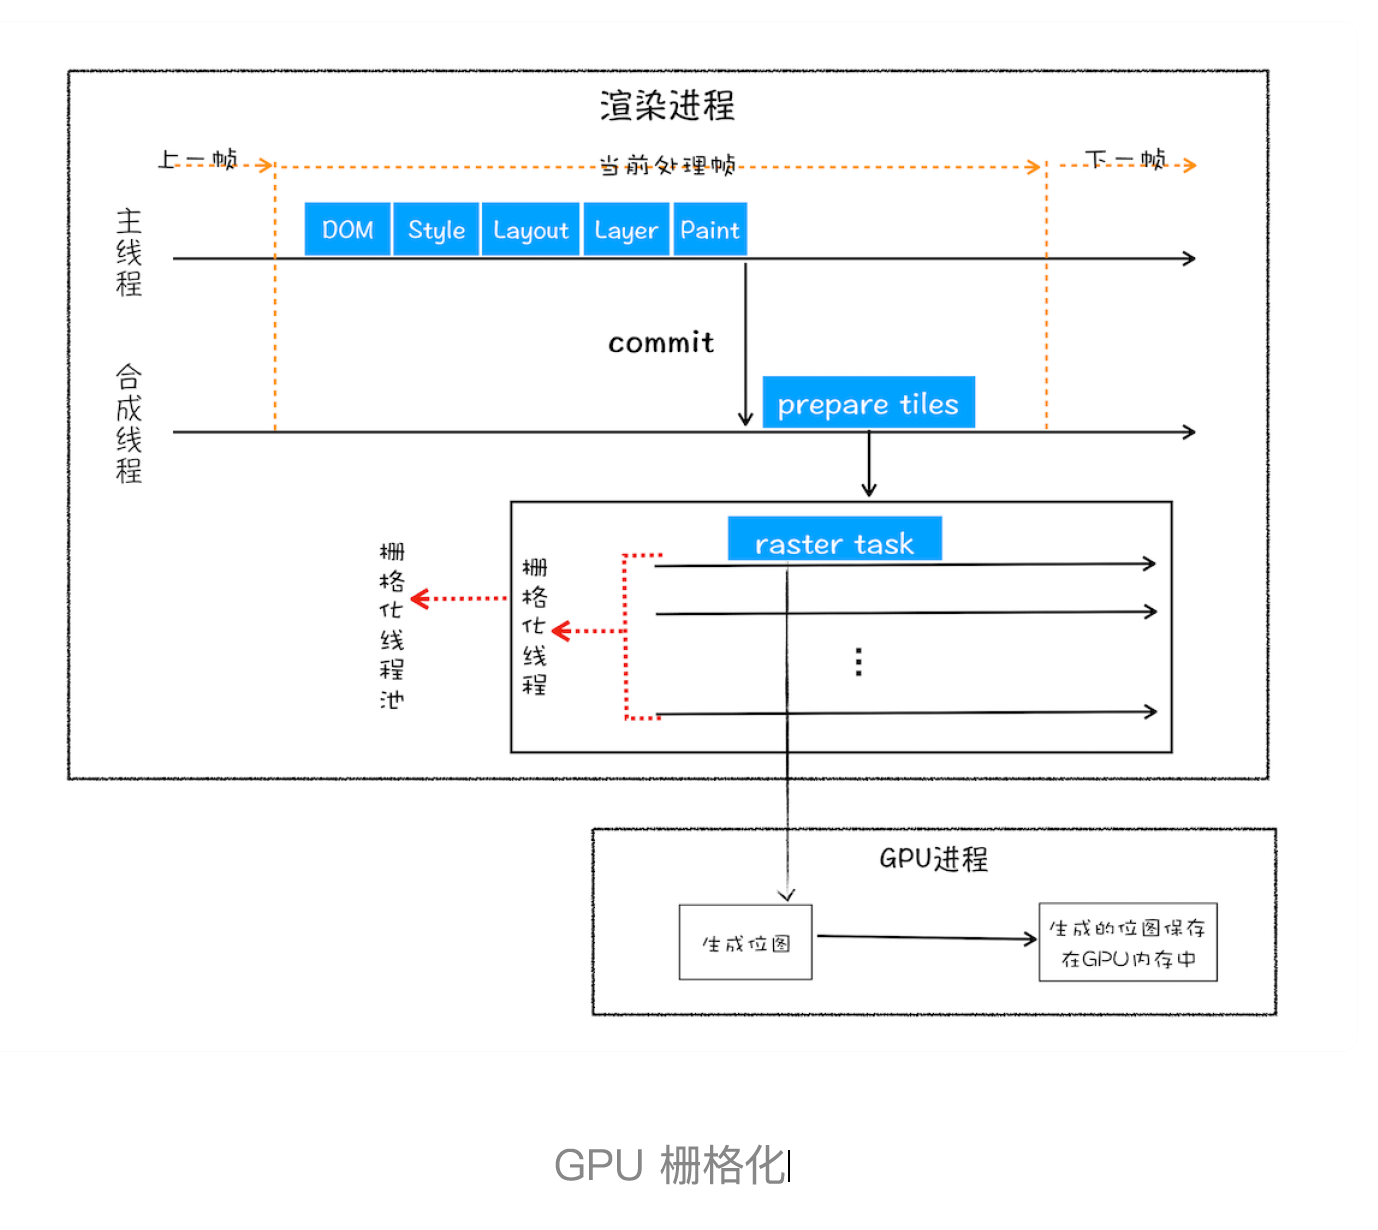 渲染进程
上一帧
当前处理帧
下一帧
主线程
DOM
Style
Layout
Layer
Paint
commit
合成线程
prepare tiles
栅格化线程池
栅格化线程
raster task
GPU进程
生成位图
生成的位图保存
在GPU内存中
GPU 栅格化